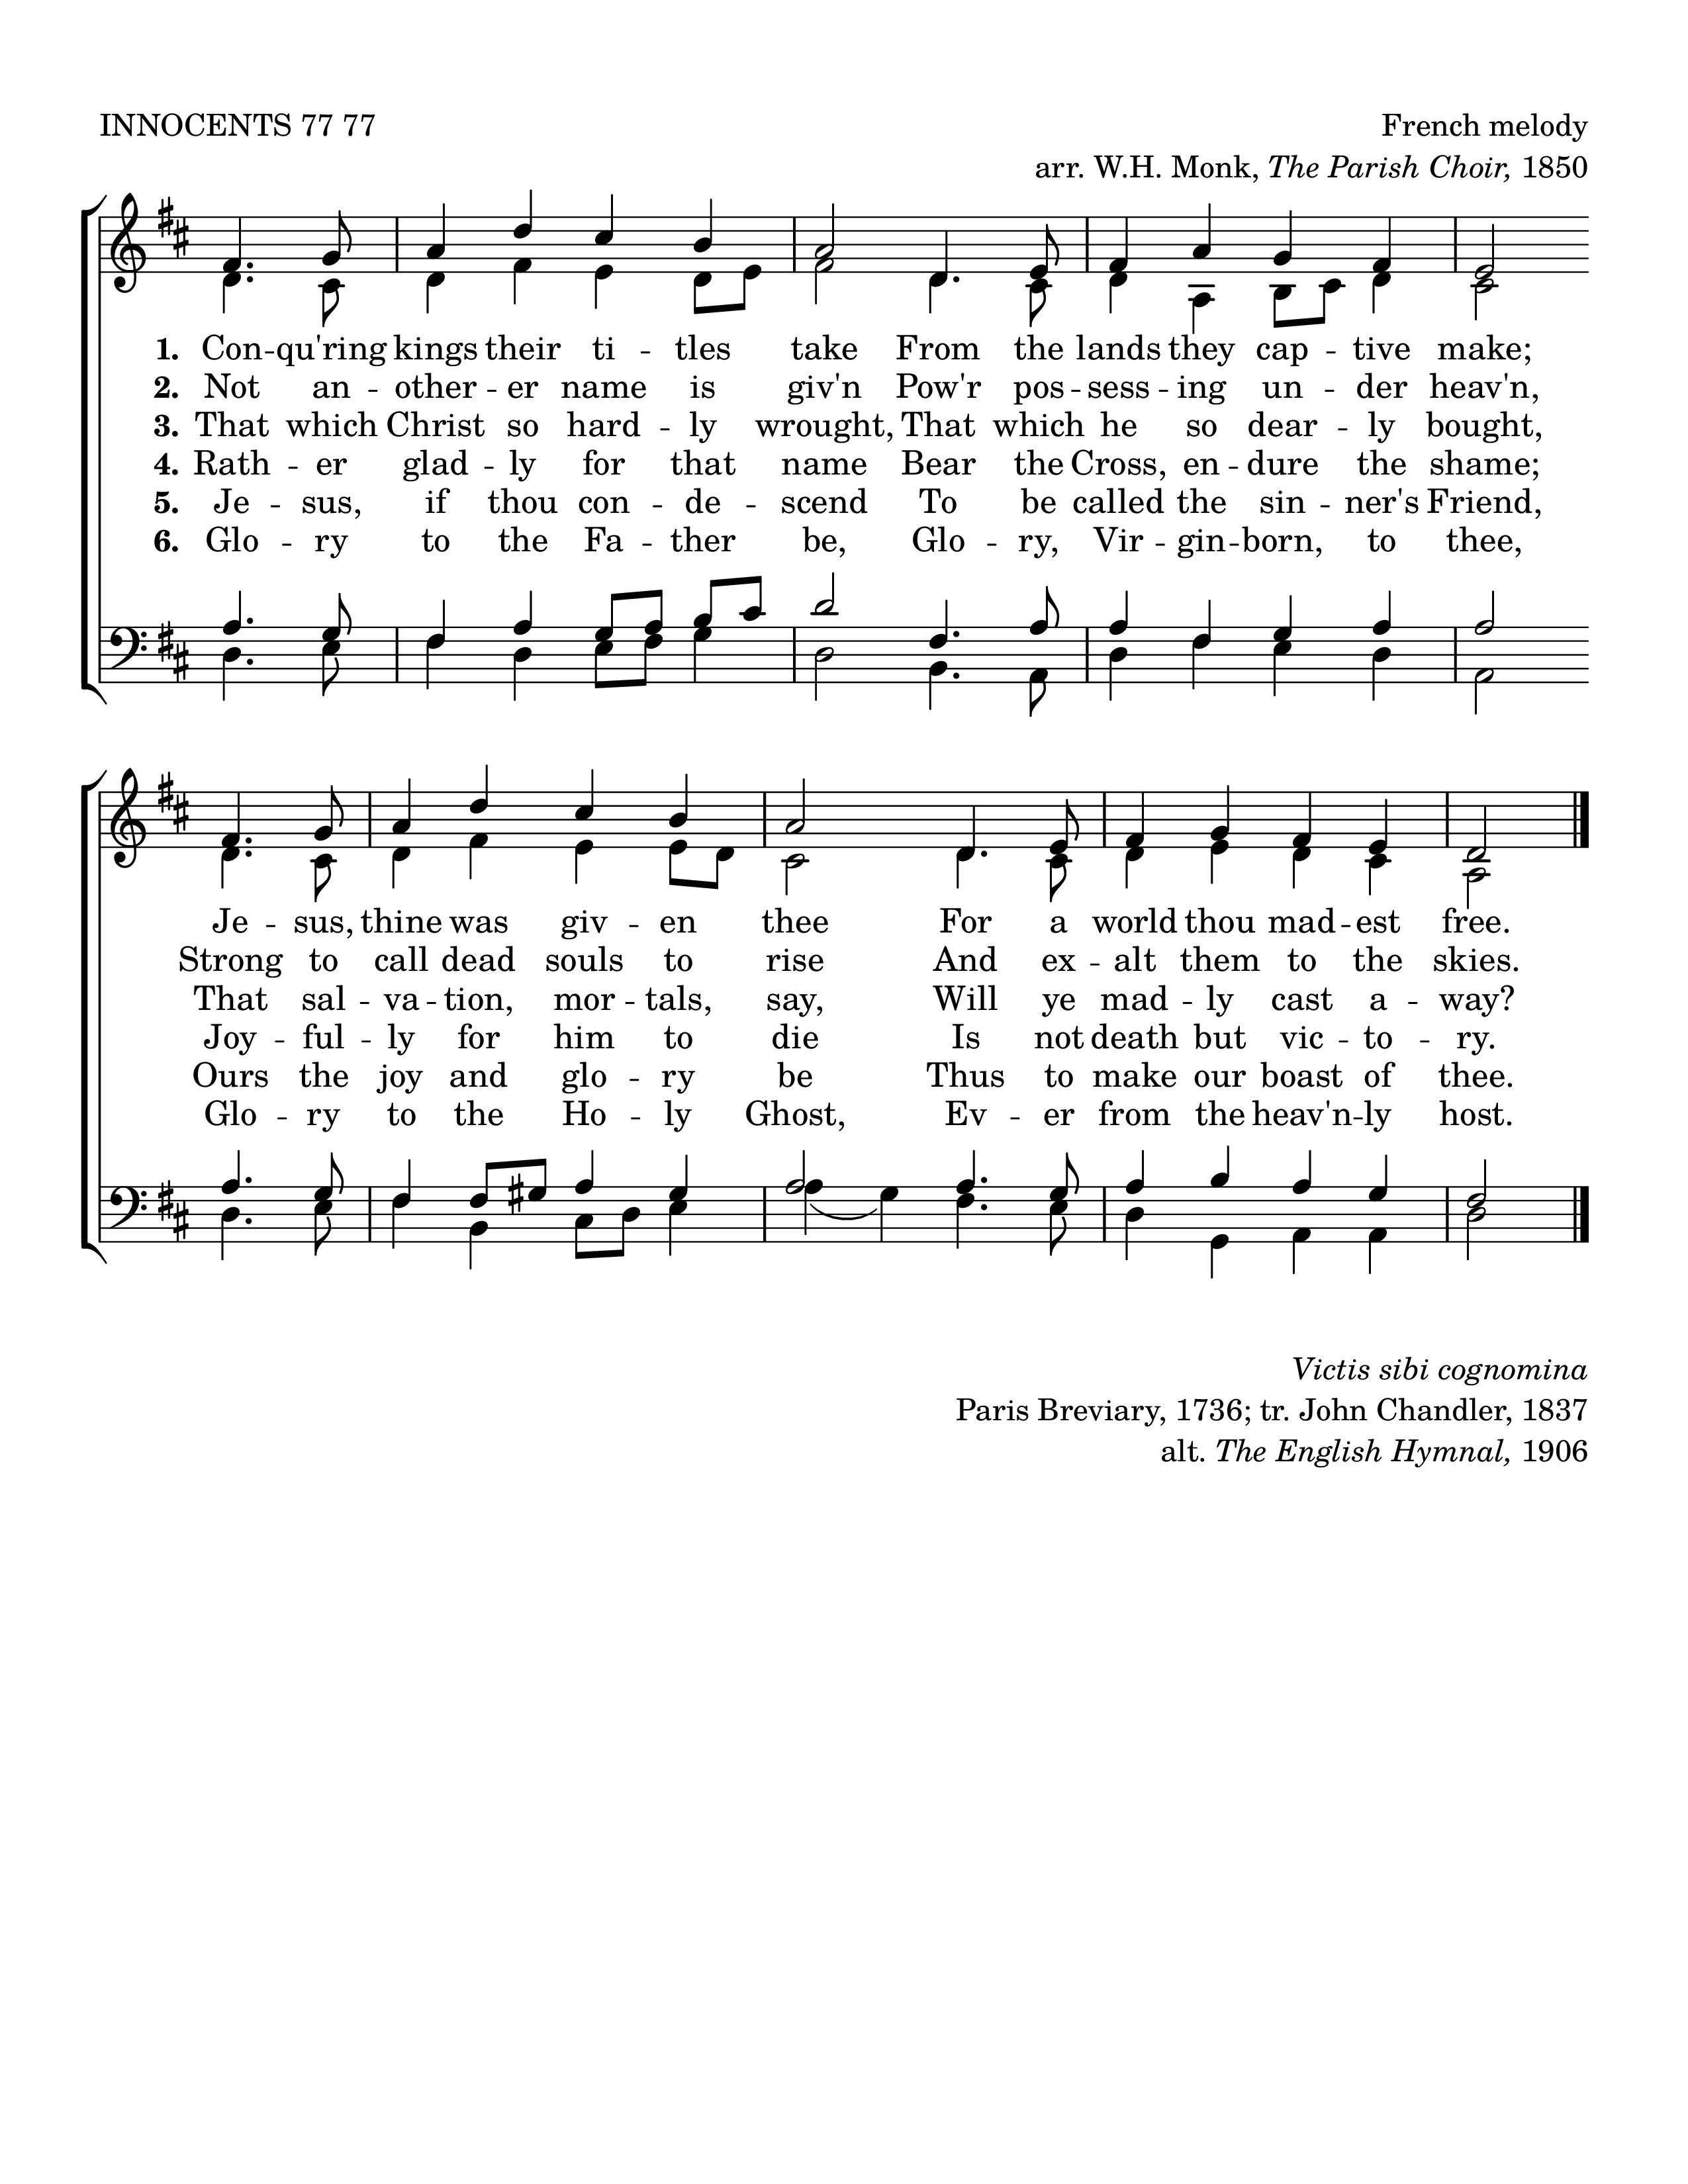 INNOCENTS 77 77
French melody
arr. W.H. Monk, The Parish Choir, 1850
1. Con -- qu'ring kings their ti -- tles take From the lands they cap -- tive make;
2. Not an -- other -- er name is giv'n Pow'r pos -- sess -- ing un -- der heav'n,
3. That which Christ so hard -- ly wrought, That which he so dear -- ly bought,
4. Rath -- er glad -- ly for that name Bear the Cross, en -- dure the shame;
5. Je -- sus, if thou con -- de -- scend To be called the sin -- ner's Friend,
6. Glo -- ry to the Fa -- ther be, Glo -- ry, Vir -- gin -- born, to thee,
Je -- sus, thine was giv -- en thee For a world thou mad -- est free.
Strong to call dead souls to rise And ex -- alt them to the skies.
That sal -- va -- tion, mor -- tals, say, Will ye mad -- ly cast a -- way?
Joy -- ful -- ly for him to die Is not death but vic -- to -- ry.
Ours the joy and glo -- ry be Thus to make our boast of thee.
Glo -- ry to the Ho -- ly Ghost, Ev -- er from the heav'n -- ly host.
Victis sibi cognomina
Paris Breviary, 1736; tr. John Chandler, 1837
alt. The English Hymnal, 1906